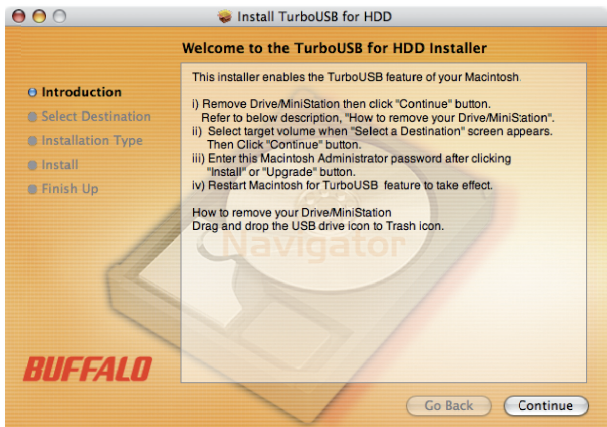 Install TurboUSB for HDD
Welcome to the TurboUSB for HDD Installer
Introduction
Select Destination
Installation Type
Install
Finish Up
This installer enables the TurboUSB feature of your Macintosh.
i) Remove Drive/MiniStation then click "Continue" button.
Refer to below description, "How to remove your Drive/MiniStation".
ii) Select target volume when "Select a Destination" screen appears.
Then Click "Continue" button.
iii) Enter this Macintosh Administrator password after clicking
"Install" or "Upgrade" button.
iv) Restart Macintosh for TurboUSB feature to take effect.
How to remove your Drive/MiniStation
Drag and drop the USB drive icon to Trash icon.
Navigator
BUFFALO
Go Back
Continue